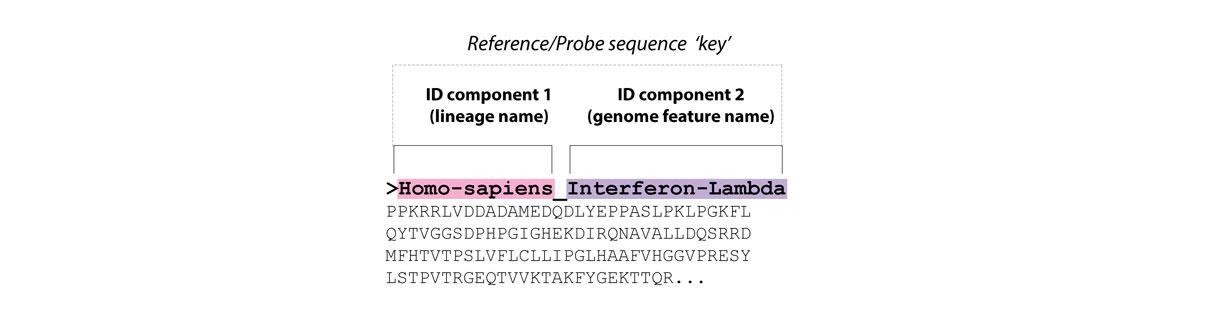 Reference/Probe sequence ‘key’
ID component 1
(lineage name)
ID component 2
(genome feature name)
>Homo-sapiens_Interferon-Lambda
PPKRRLVDDADAMEDQDLYEPPASLPKLPGKFL
QYTVGGSDPHPGIGHEKDIRQNAVALLDQSRRD
MFHTVTPSLVFLCLLIPGLHAAFVHGGVPRESY
LSTPVTRGEQTVVKTAKFYGEKTTQR...